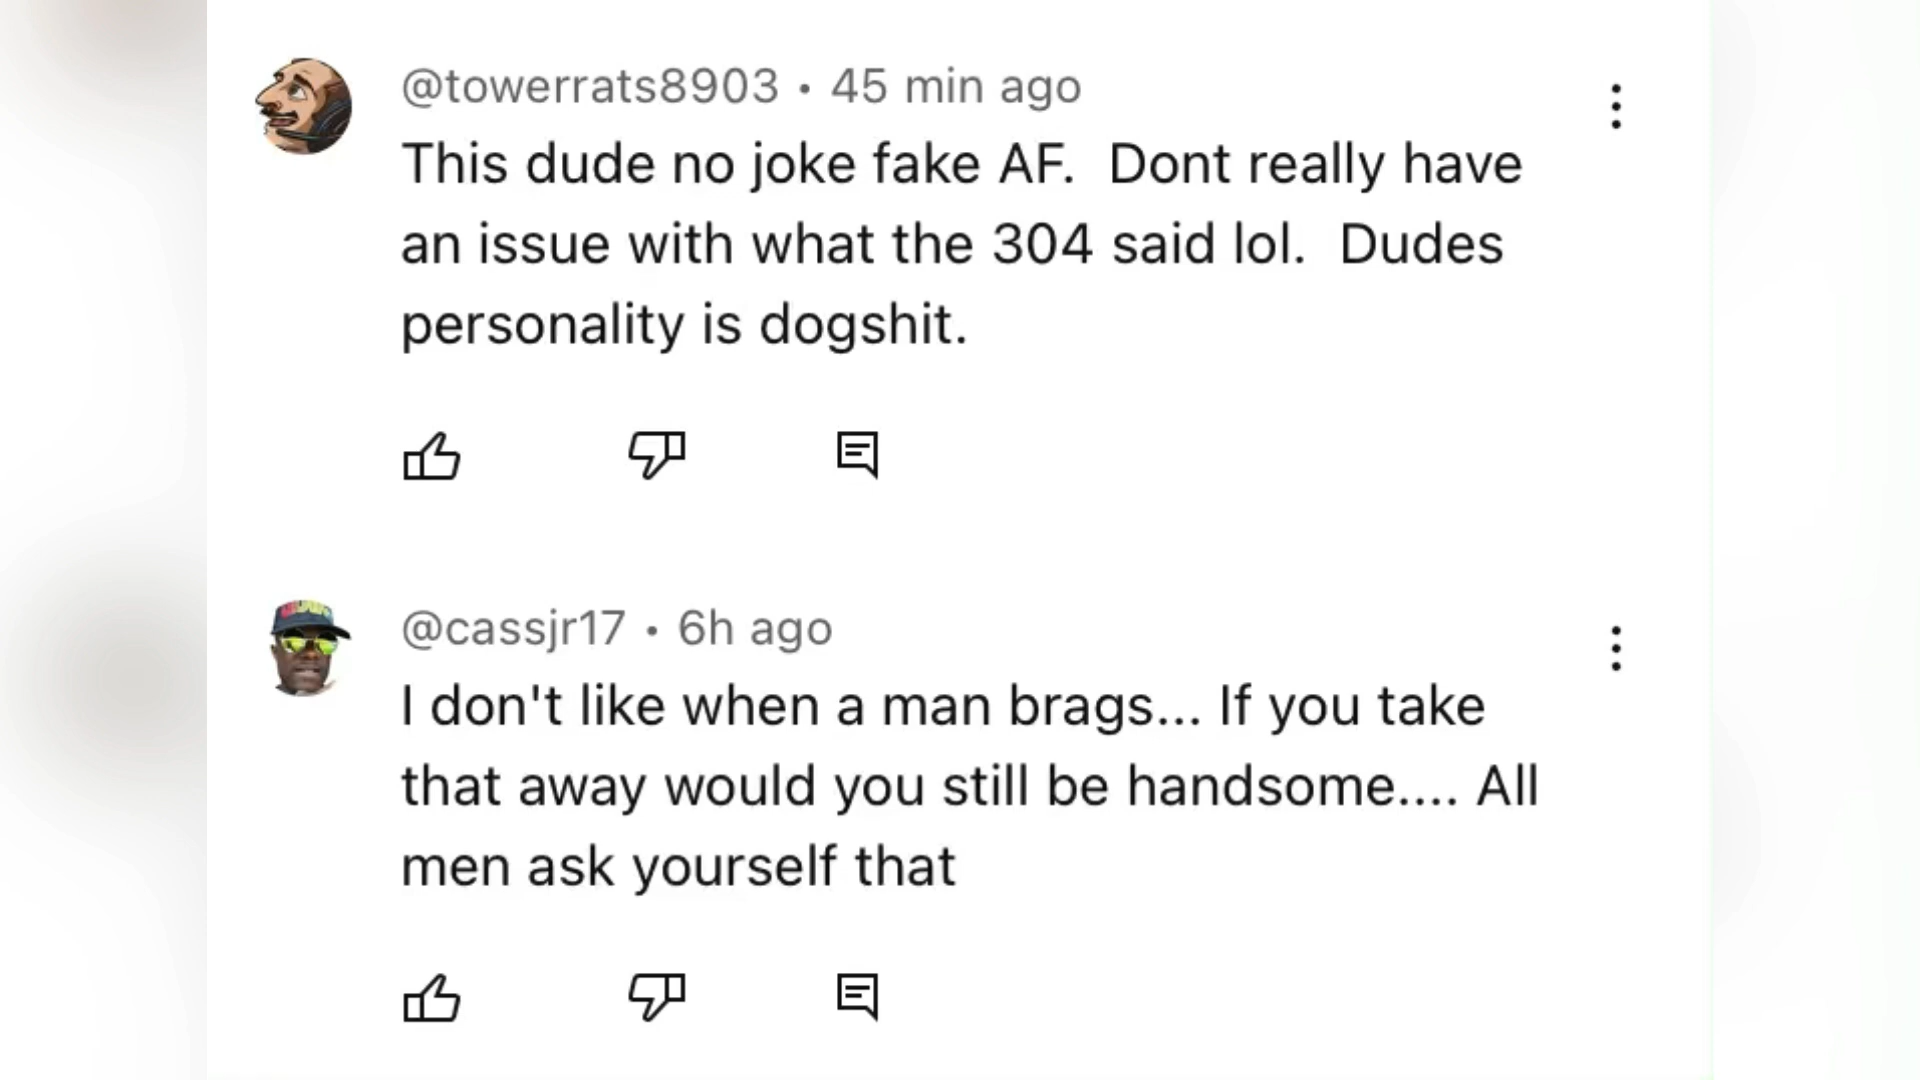 @towerrats8903 • 45 min ago
This dude no joke fake AF.  Dont really have
an issue with what the 304 said lol.  Dudes
personality is dogshit.
@cassjr17 • 6h ago
I don't like when a man brags... If you take
that away would you still be handsome.... All
men ask yourself that